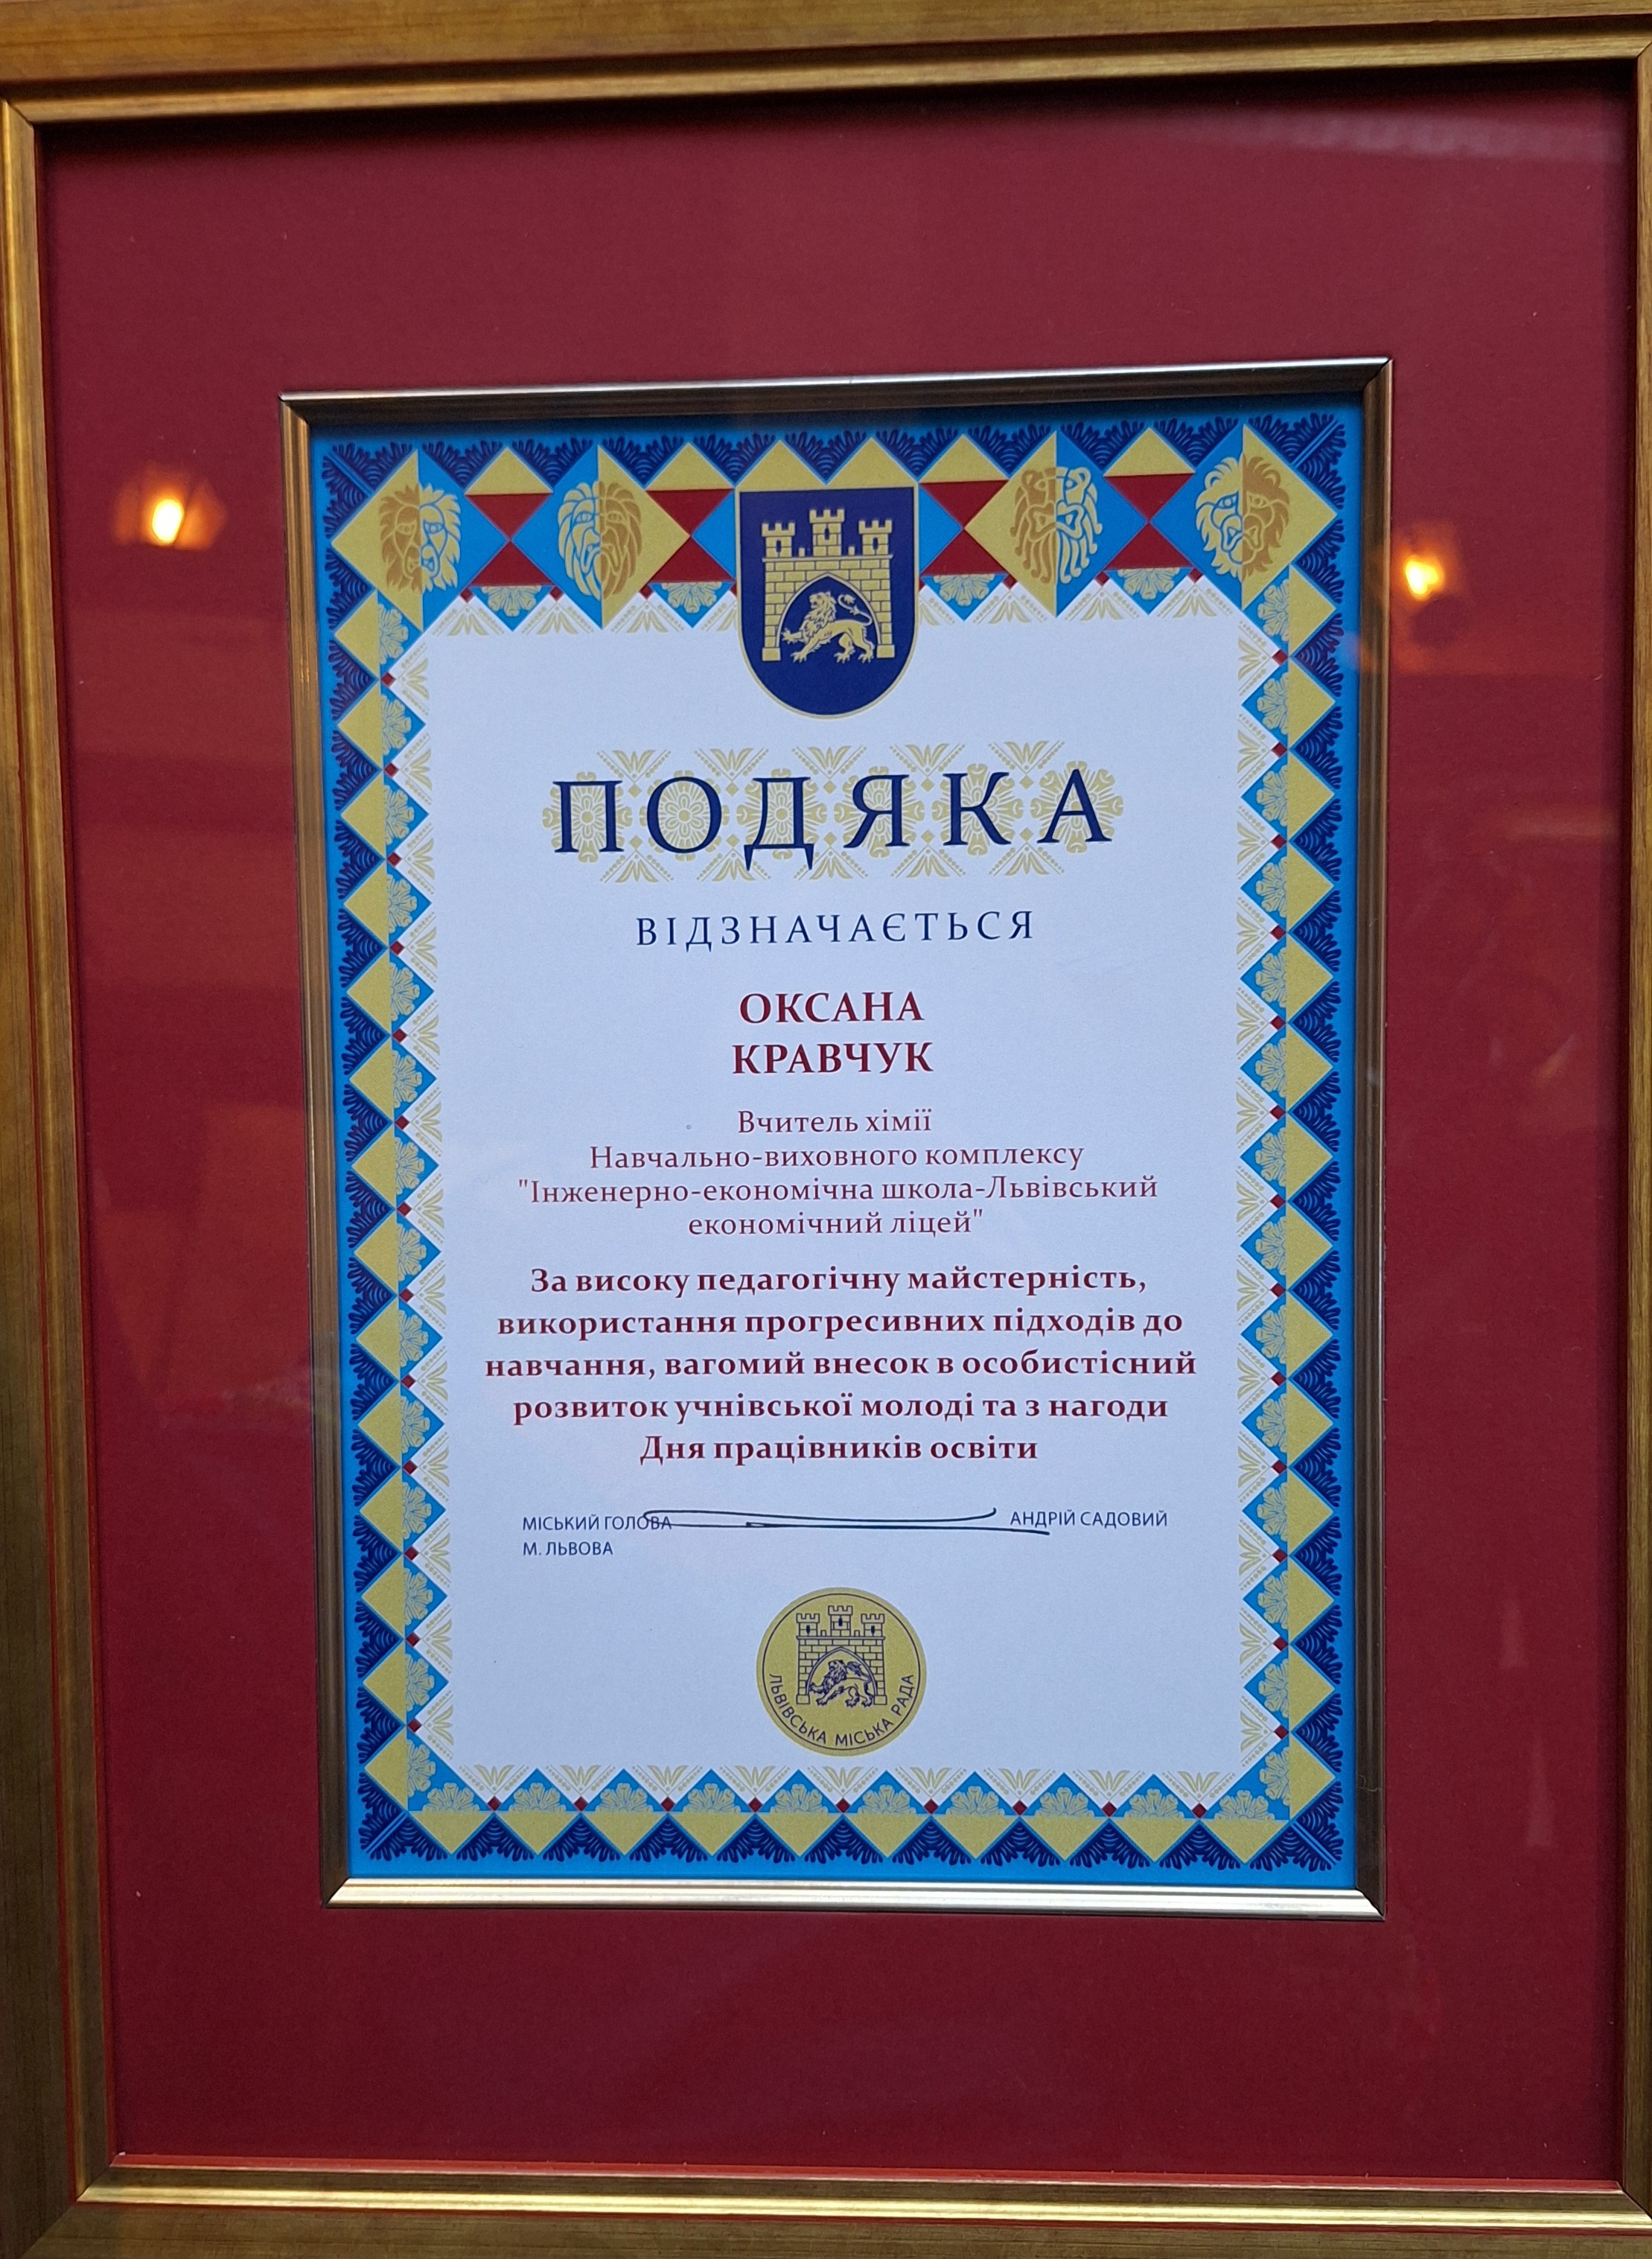 ПОДЯКА
ВІДЗНАЧАЄТЬСЯ
ОКСАНА
КРАВЧУК
Вчитель хімії
Навчально-виховного комплексу
"Інженерно-економічна школа-Львівський
економічний ліцей"
За високу педагогічну майстерність,
використання прогресивних підходів до
навчання, вагомий внесок в особистісний
розвиток учнівської молоді та з нагоди
Дня працівників освіти
МІСЬКИЙ ГОЛОВА АНДРІЙ САДОВИЙ
М. ЛЬВОВА
ЛЬВІВСЬКА МІСЬКА РАДА